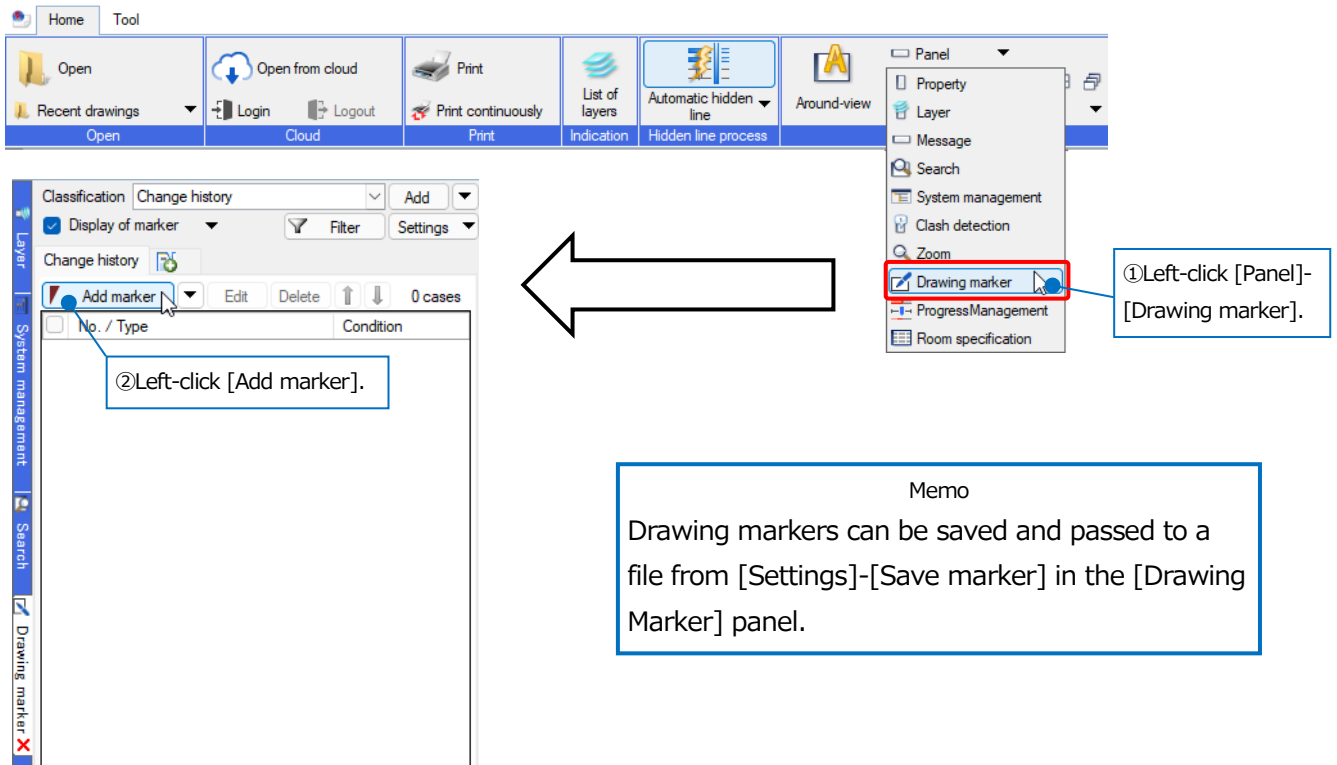 Home Tool
Open
Recent drawings
Open
Open from cloud
Login Logout
Cloud
Print
Print continuously
Print
List of
layers
Indication
Automatic hidden
line
Hidden line process
Around-view
Panel
Property
Layer
Message
Search
System management
Clash detection
Zoom
Drawing marker
ProgressManagement
Room specification
①Left-click [Panel]-
[Drawing marker].
Layer
System management
Search
Drawing marker
Classification Change history Add
Display of marker Filter Settings
Change history
Add marker Edit Delete 0 cases
No. / Type Condition
②Left-click [Add marker].
Memo
Drawing markers can be saved and passed to a
file from [Settings]-[Save marker] in the [Drawing
Marker] panel.